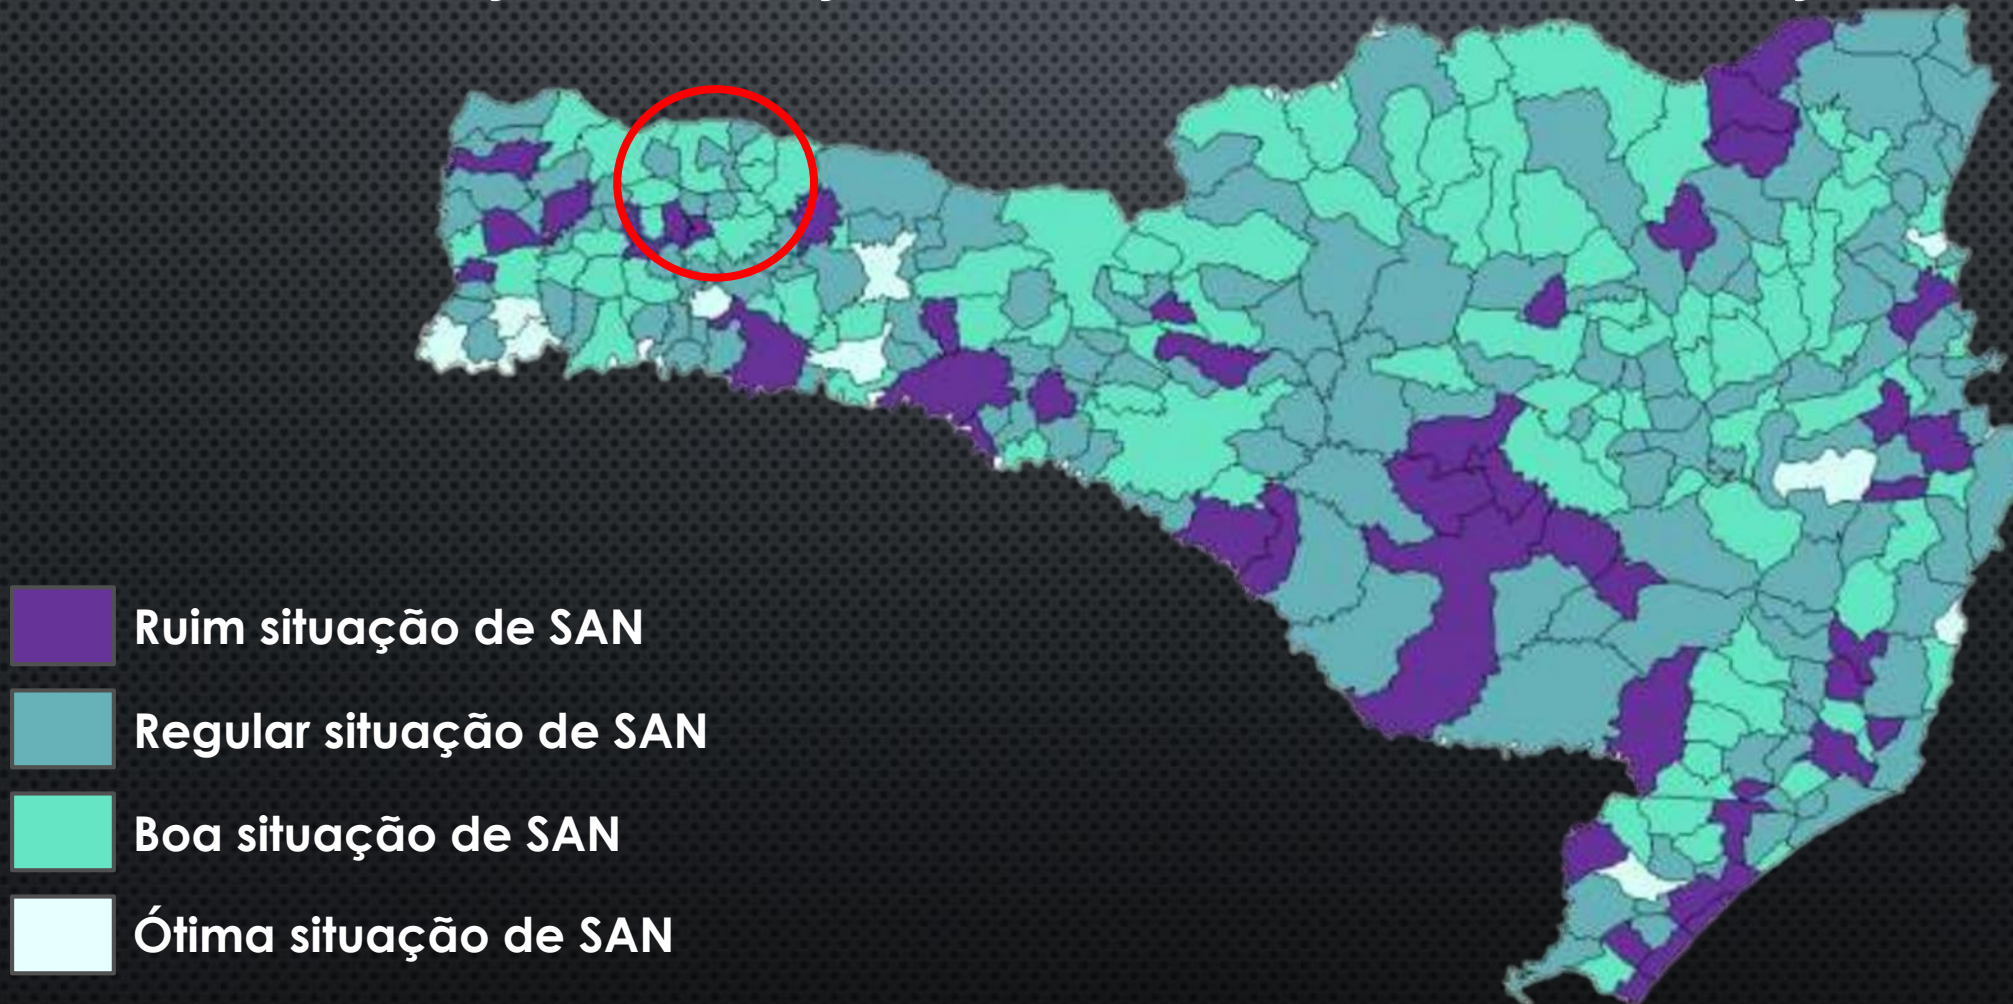 Ruim situação de SAN
Regular situação de SAN
Boa situação de SAN
Ótima situação de SAN